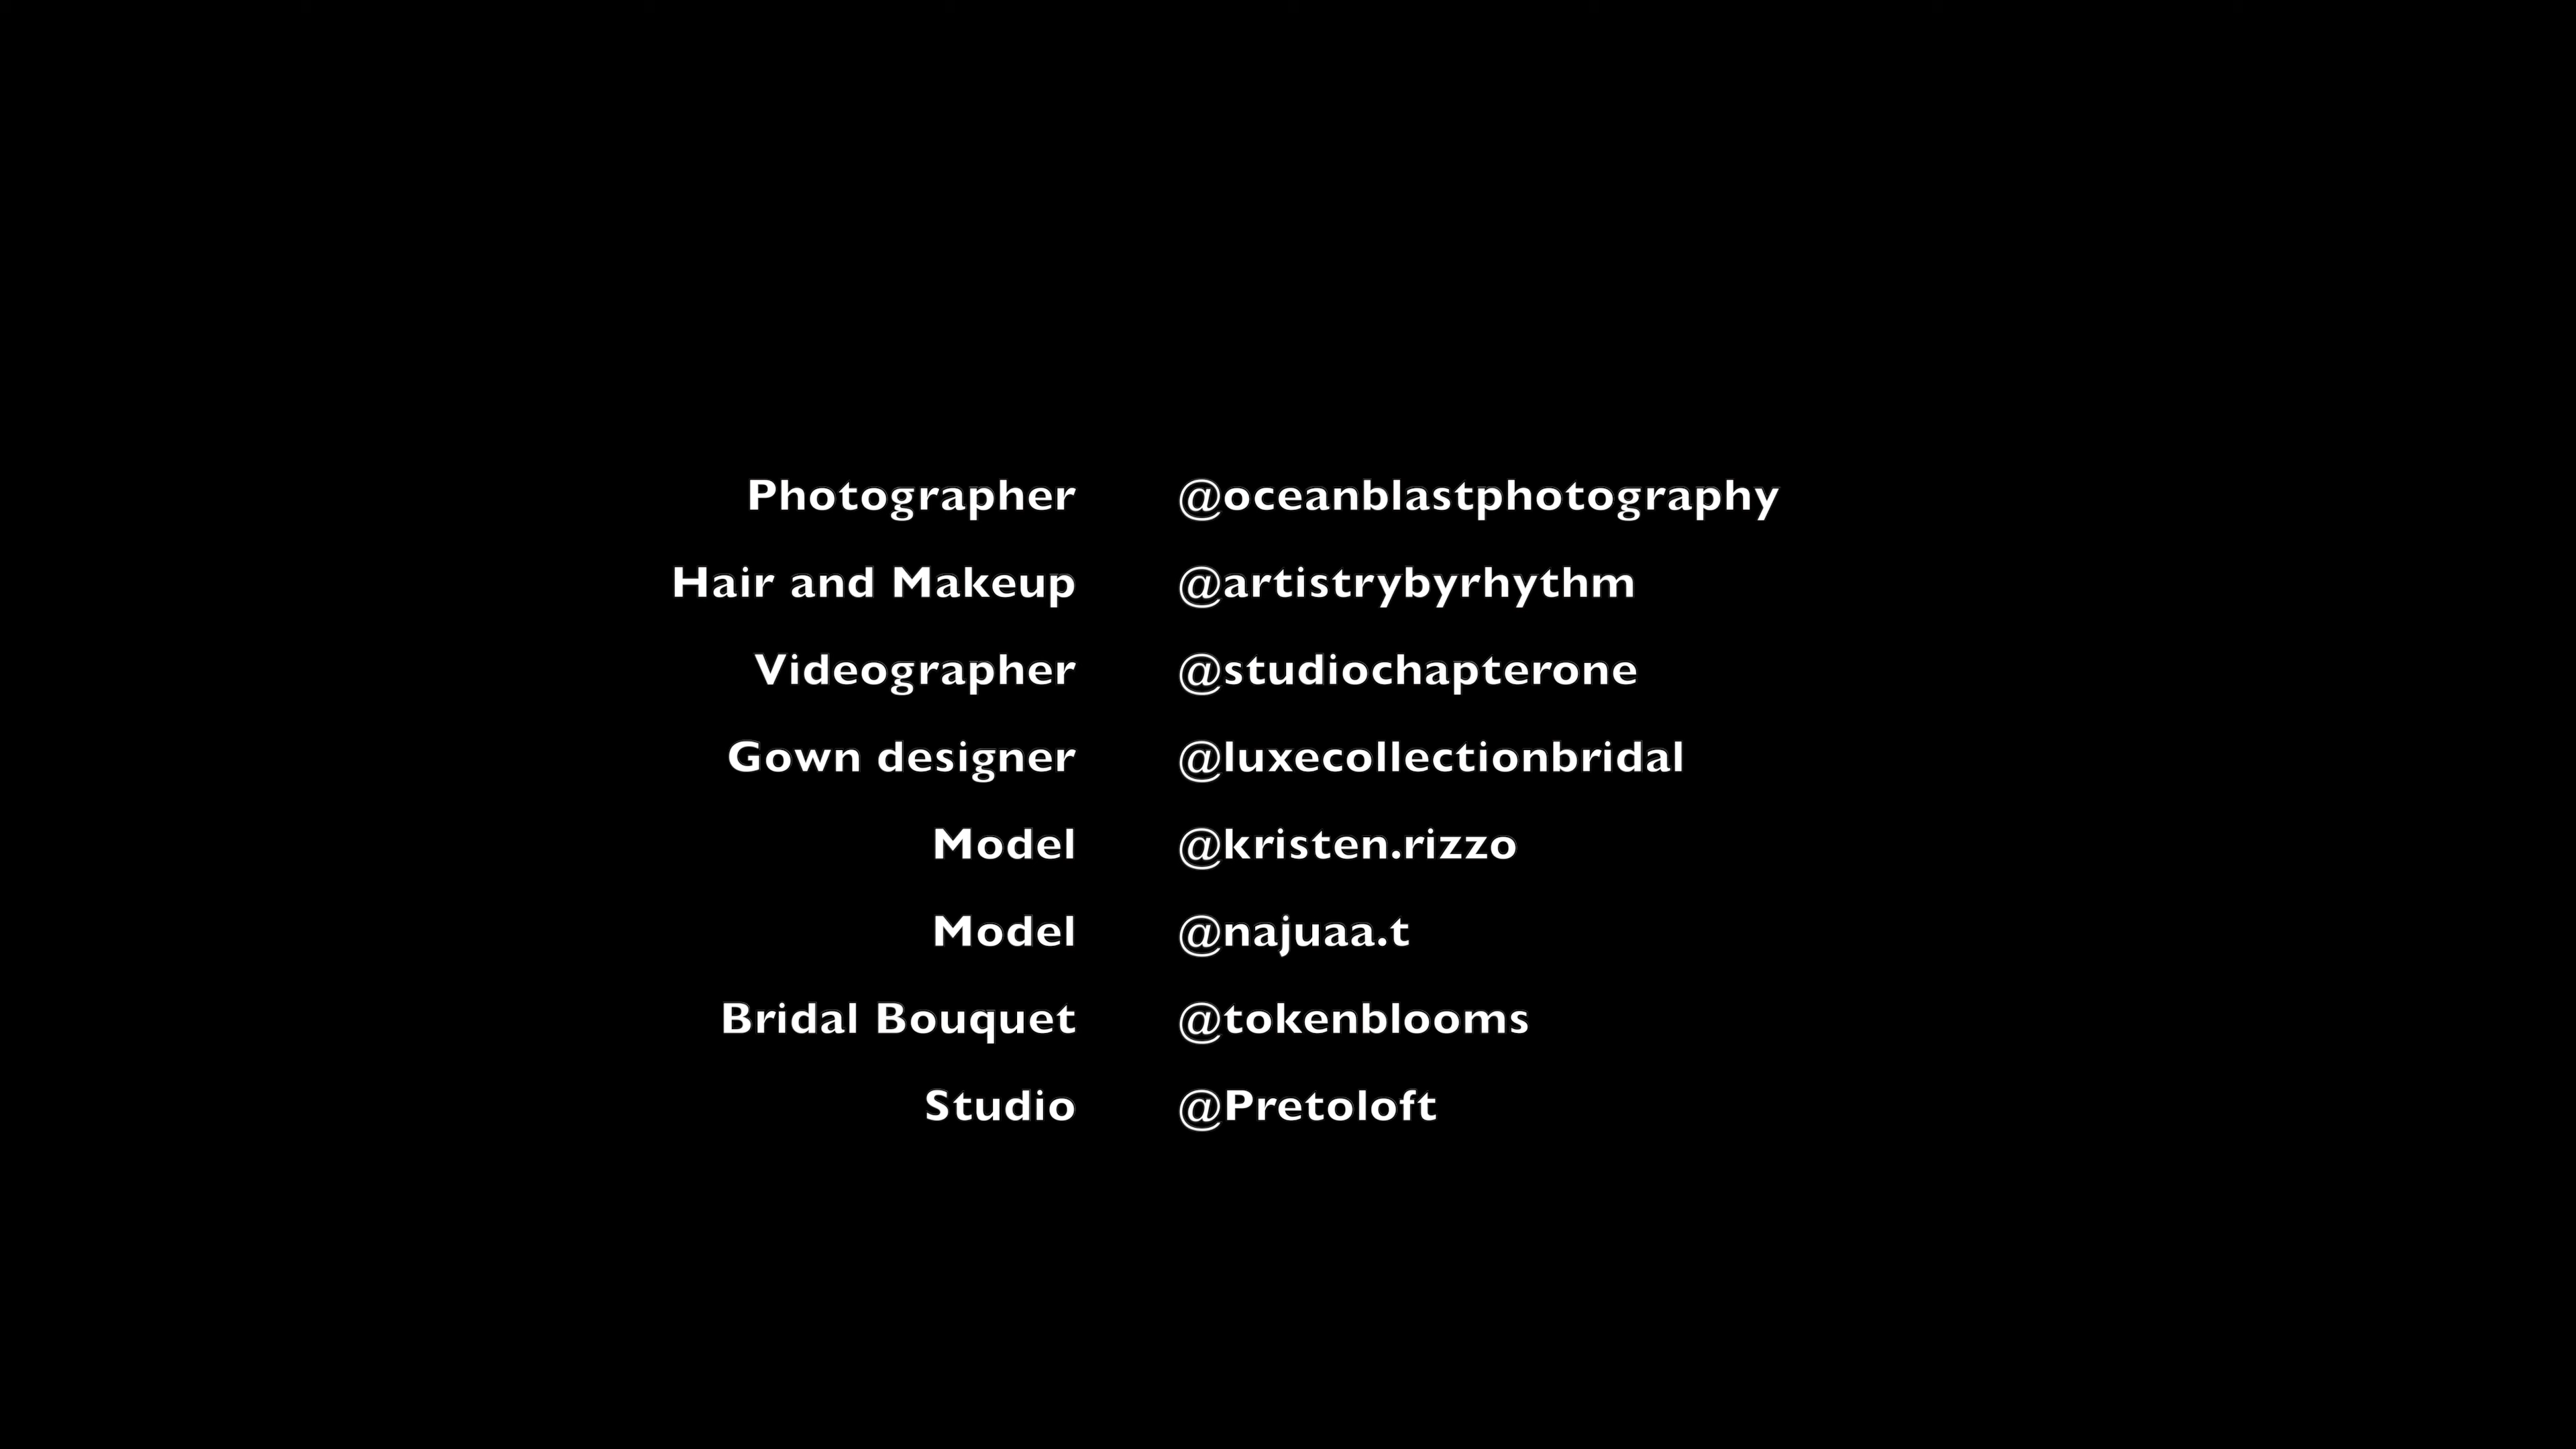 Photographer @oceanblastphotography
Hair and Makeup @artistrybyrhythm
Videographer @studiochapterone
Gown designer @luxecollectionbridal
Model @kristen.rizzo
Model @najuaa.t
Bridal Bouquet @tokenblooms
Studio @Pretoloft